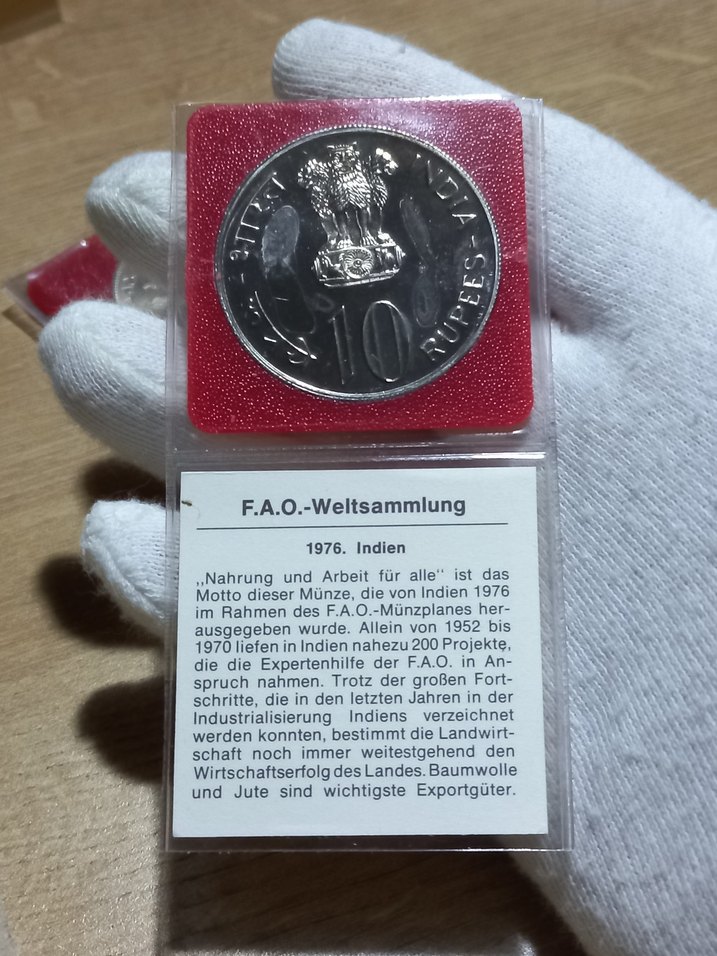 भारत
INDIA
रुपये
10
RUPEES
F.A.O.-Weltsammlung
1976. Indien
„Nahrung und Arbeit für alle" ist das
Motto dieser Münze, die von Indien 1976
im Rahmen des F.A.O.-Münzplanes her-
ausgegeben wurde. Allein von 1952 bis
1970 liefen in Indien nahezu 200 Projekte,
die die Expertenhilfe der F.A.O. in An-
spruch nahmen. Trotz der großen Fort-
schritte, die in den letzten Jahren in der
Industrialisierung Indiens verzeichnet
werden konnten, bestimmt die Landwirt-
schaft noch immer weitestgehend den
Wirtschaftserfolg des Landes. Baumwolle
und Jute sind wichtigste Exportgüter.